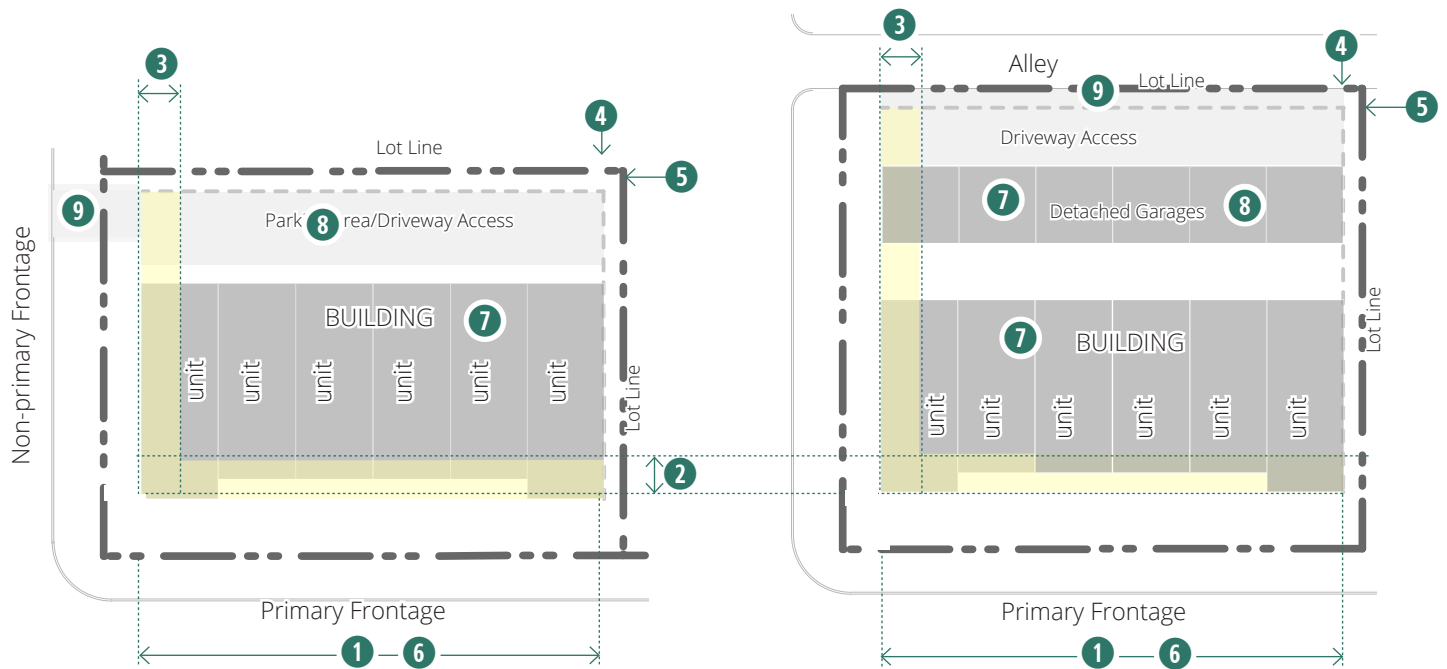 3
4
Lot Line
5
9
Park
8
rea/Driveway Access
Non-primary Frontage
BUILDING
7
unit
unit
unit
unit
unit
unit
Lot Line
2
Primary Frontage
1
6
3
Alley
4
Lot Line
9
5
Driveway Access
7
Detached Garages
8
7
BUILDING
Lot Line
unit
unit
unit
unit
unit
unit
Primary Frontage
1
6